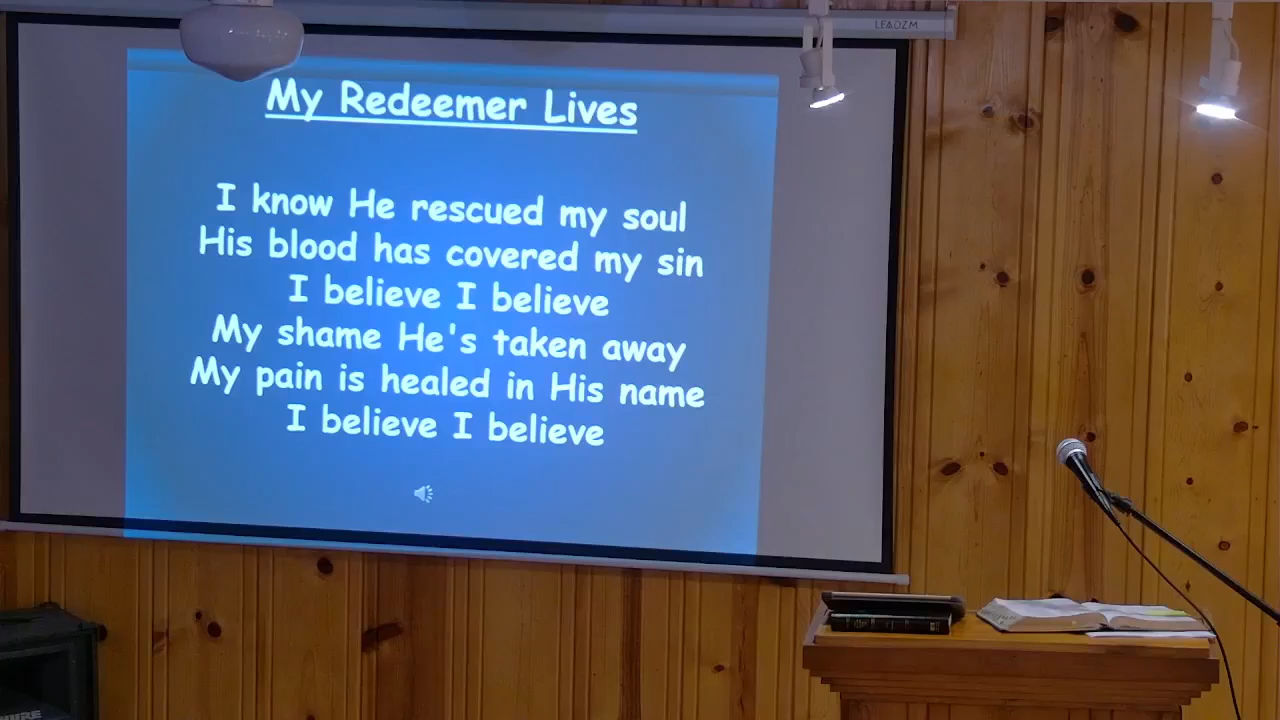 LEADZM
My Redeemer Lives
I know He rescued my soul
His blood has covered my sin
I believe I believe
My shame He's taken away
My pain is healed in His name
I believe I believe